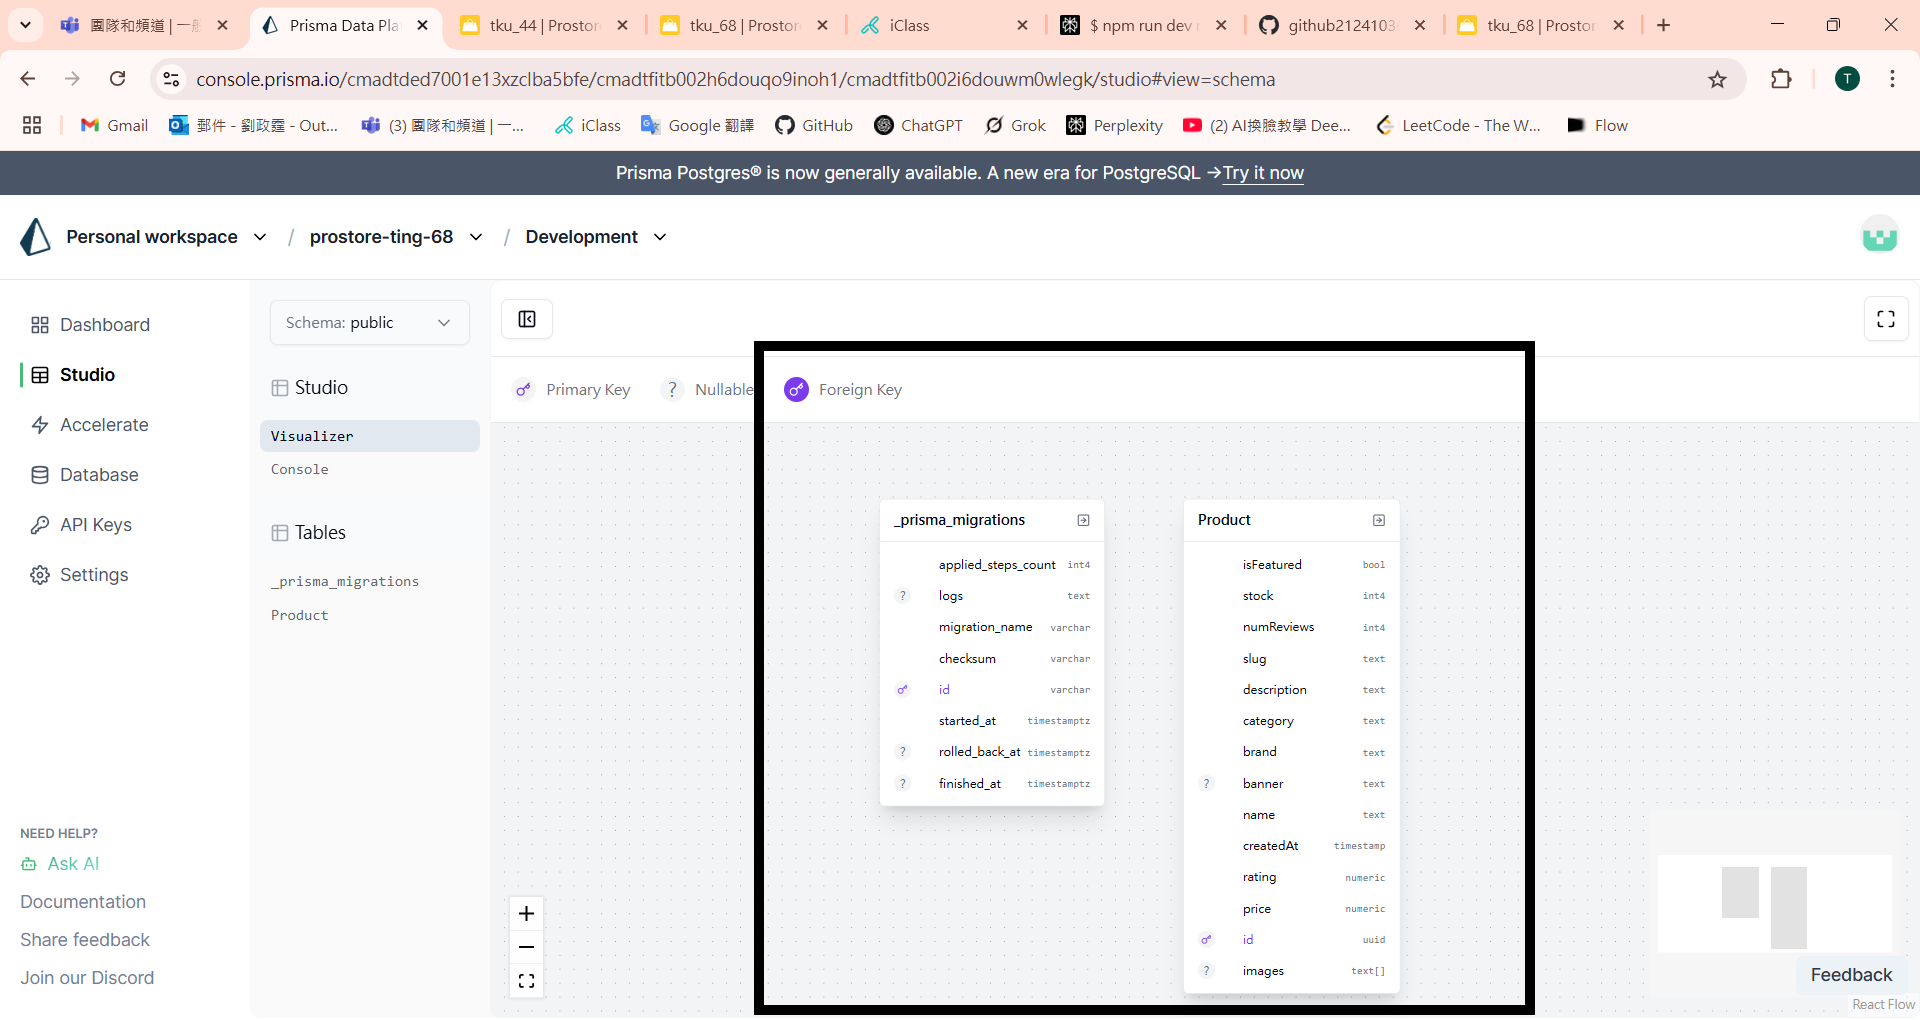 團隊和頻道 | 一般
Prisma Data Pla
tku_44 | Prostor
tku_68 | Prostor
iClass
$ npm run dev
github2124103
tku_68 | Prostor
console.prisma.io/cmadtded7001e13xzclba5bfe/cmadtfitb002h6douqo9inoh1/cmadtfitb002i6douwm0wlegk/studio#view=schema
T
Gmail
郵件 - 劉政霆 - Out...
(3) 團隊和頻道 | 一...
iClass
Google 翻譯
GitHub
ChatGPT
Grok
Perplexity
(2) AI換臉教學 Dee...
LeetCode - The W...
Flow
Prisma Postgres® is now generally available. A new era for PostgreSQL →Try it now
Personal workspace / prostore-ting-68 / Development
Dashboard
Studio
Accelerate
Database
API Keys
Settings
NEED HELP?
Ask AI
Documentation
Share feedback
Join our Discord
Schema: public
Studio
Visualizer
Console
Tables
_prisma_migrations
Product
Primary Key
? Nullable
Foreign Key
_prisma_migrations
applied_steps_count int4
? logs text
migration_name varchar
checksum varchar
id varchar
started_at timestamptz
? rolled_back_at timestamptz
? finished_at timestamptz
Product
isFeatured bool
stock int4
numReviews int4
slug text
description text
category text
brand text
? banner text
name text
createdAt timestamp
rating numeric
price numeric
id uuid
? images text[]
Feedback
React Flow